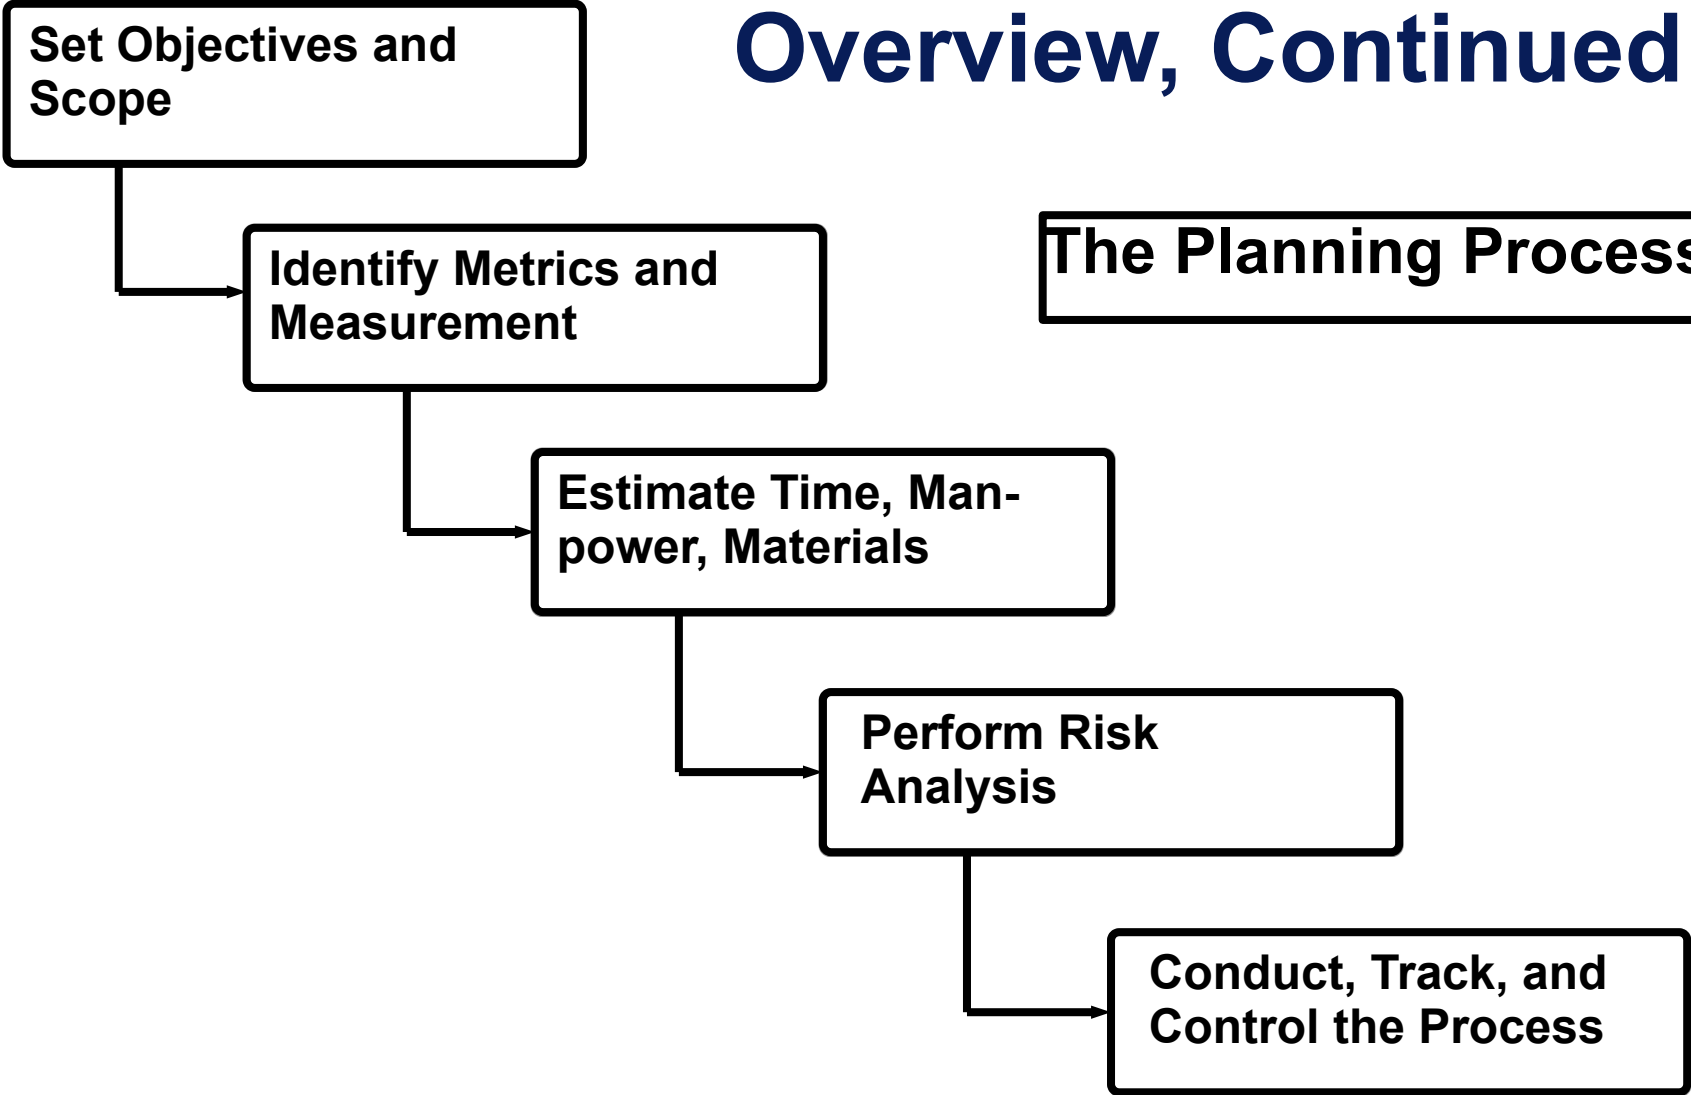 Overview, Continued
Set Objectives and
Scope
The Planning Process
Identify Metrics and
Measurement
Estimate Time, Man-
power, Materials
Perform Risk
Analysis
Conduct, Track, and
Control the Process